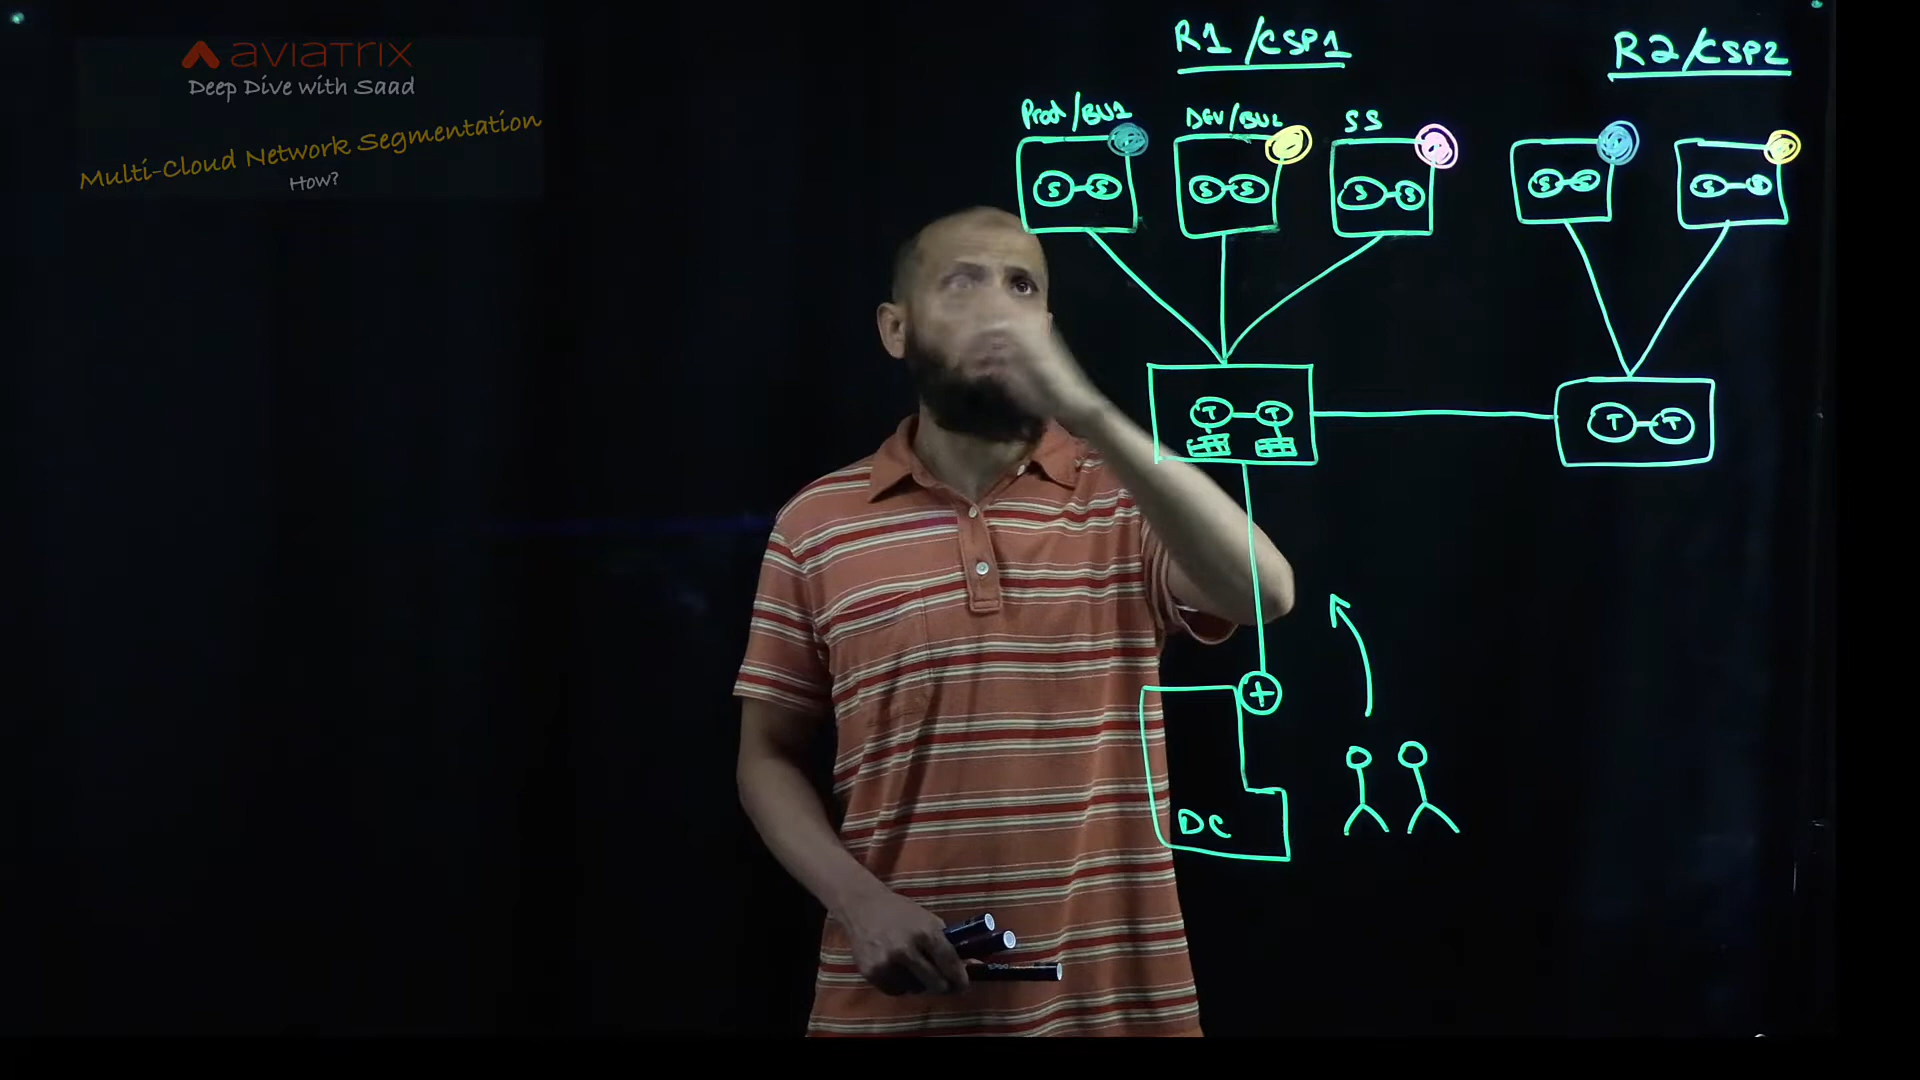 aviatrix
Deep Dive with Saad
Multi-Cloud Network Segmentation
How?
R1/CSP1
R2/CSP2
Prod/BU1
DEV/BU2
SS
S S
S S
S S
S S
S S
T T
T T
+
DC